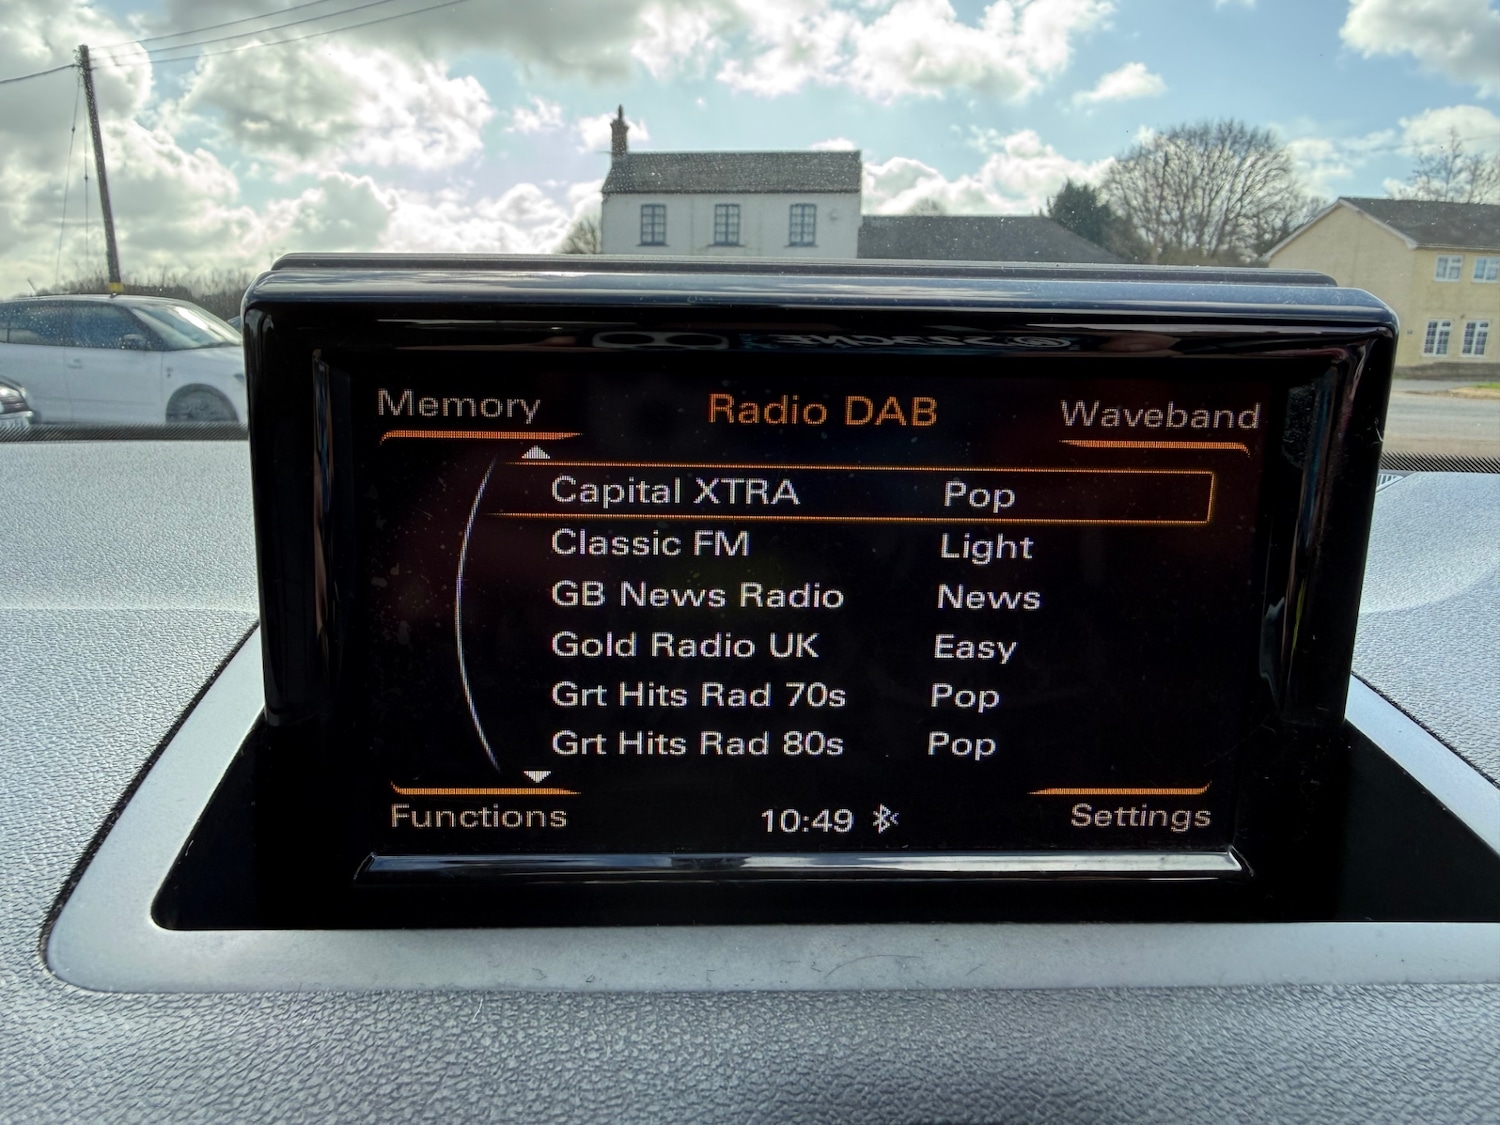 Memory Radio DAB Waveband
Capital XTRA Pop
Classic FM Light
GB News Radio News
Gold Radio UK Easy
Grt Hits Rad 70s Pop
Grt Hits Rad 80s Pop
Functions 10:49 Settings